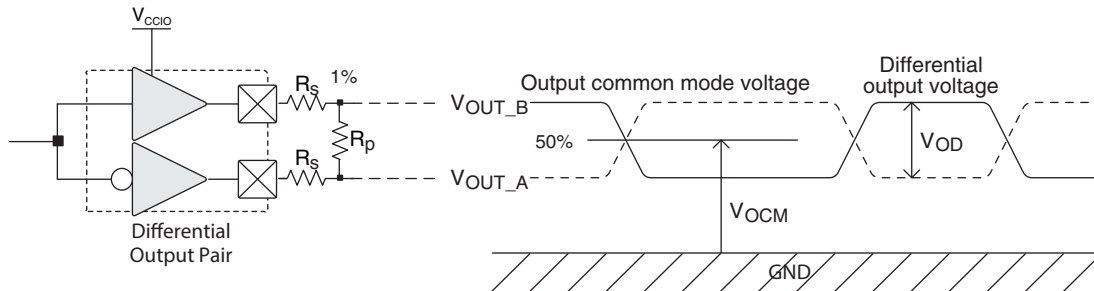 V_CCIO
R_s 1%
R_p
R_s
Differential
Output Pair
V_OUT_B
V_OUT_A
Output common mode voltage
50%
V_OCM
Differential
output voltage
V_OD
GND